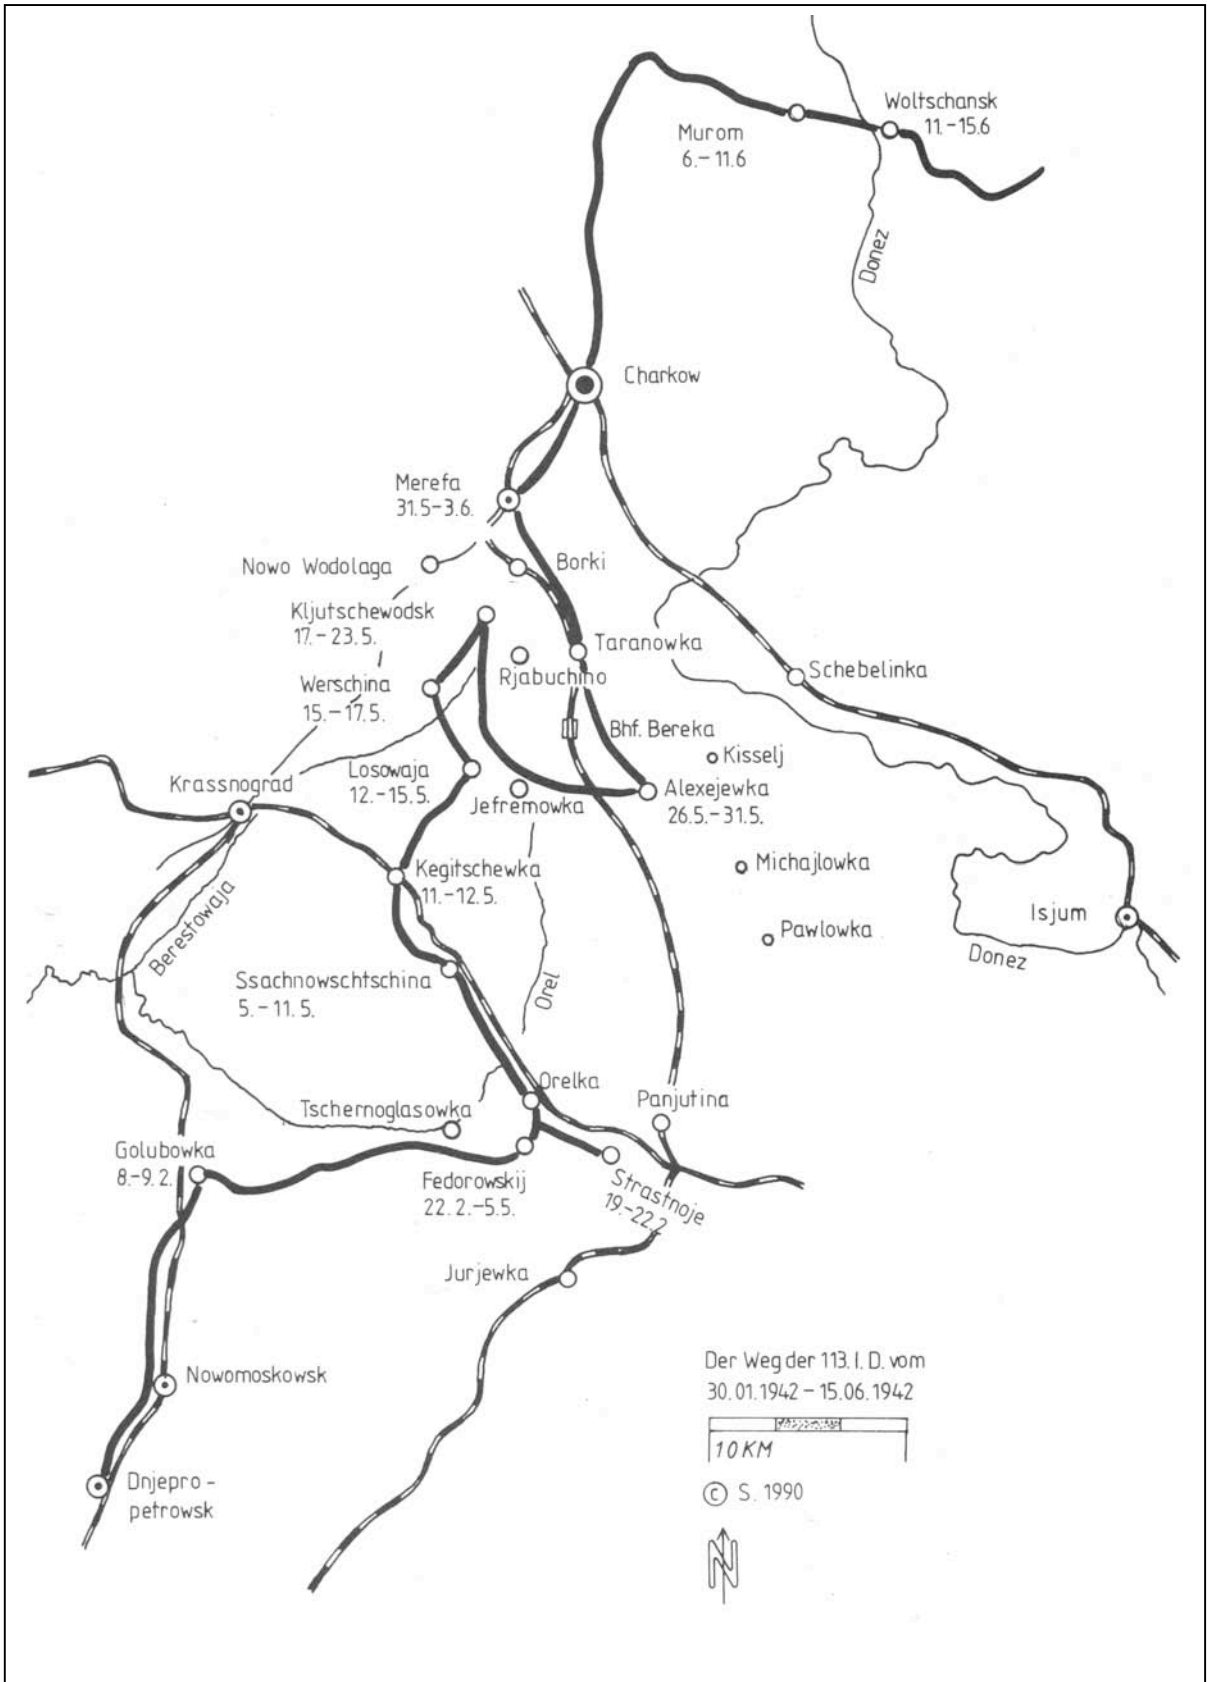 Woltschansk
11.-15.6
Murom
6.-11.6
Donez
Charkow
Merefa
31.5-3.6.
Nowo Wodolaga
Borki
Kljutschewodsk
17.-23.5.
Taranowka
Rjabuchino
Schebelinka
Werschina
15.-17.5.
Bhf. Bereka
Kisselj
Losowaja
12.-15.5.
Krassnograd
Jefremowka
Alexejewka
26.5.-31.5.
Kegitschewka
11.-12.5.
Michajlowka
Isjum
Pawlowka
Donez
Berestowaja
Ssachnowschtschina
5.-11.5.
Orel
Orelka
Panjutina
Tschernoglasowka
Golubowka
8.-9.2.
Fedorowskij
22.2.-5.5.
Strastnoje
19.-22.2
Jurjewka
Nowomoskowsk
Dnjepro-
petrowsk
Der Weg der 113. I. D. vom
30.01.1942 - 15.06.1942
10 KM
© S. 1990
N